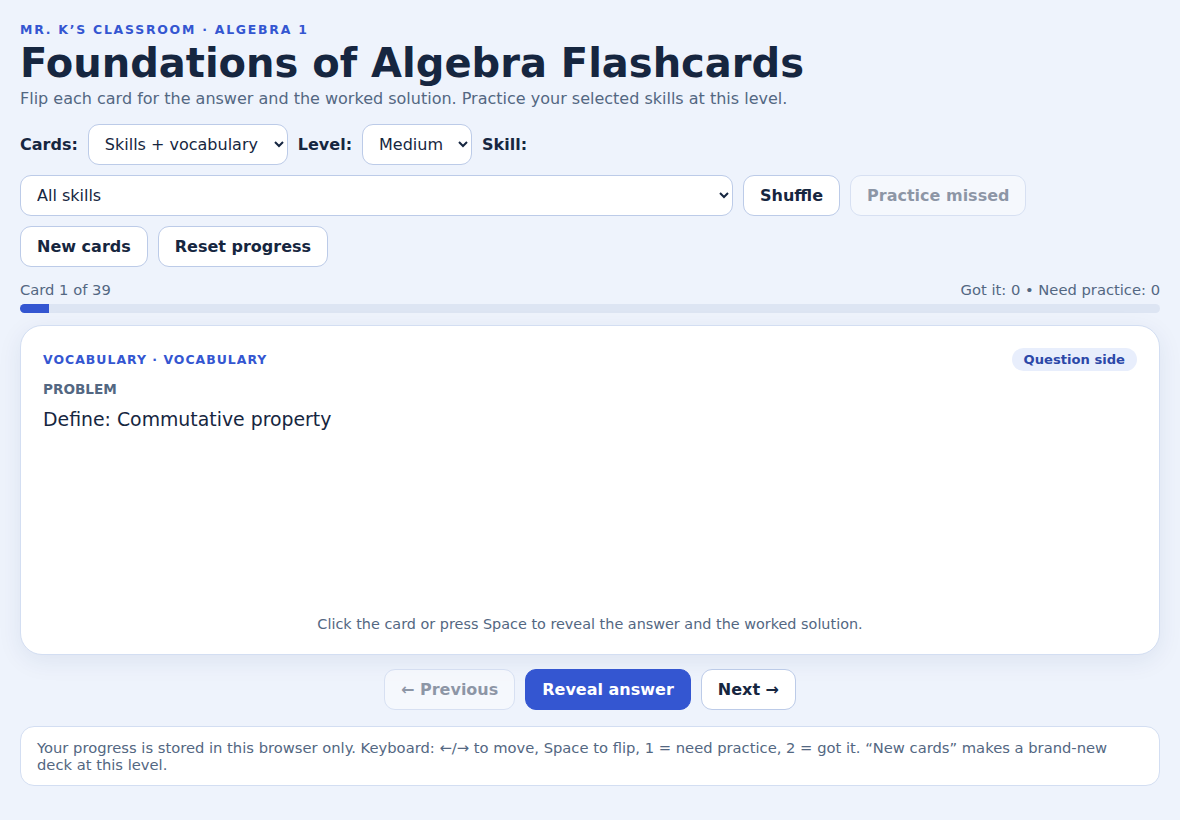 MR. K’S CLASSROOM · ALGEBRA 1
Foundations of Algebra Flashcards
Flip each card for the answer and the worked solution. Practice your selected skills at this level.
Cards: Skills + vocabulary Level: Medium Skill:
All skills Shuffle Practice missed
New cards Reset progress
Card 1 of 39 Got it: 0 • Need practice: 0
VOCABULARY · VOCABULARY Question side
PROBLEM
Define: Commutative property
Click the card or press Space to reveal the answer and the worked solution.
← Previous Reveal answer Next →
Your progress is stored in this browser only. Keyboard: ←/→ to move, Space to flip, 1 = need practice, 2 = got it. “New cards” makes a brand-new
deck at this level.